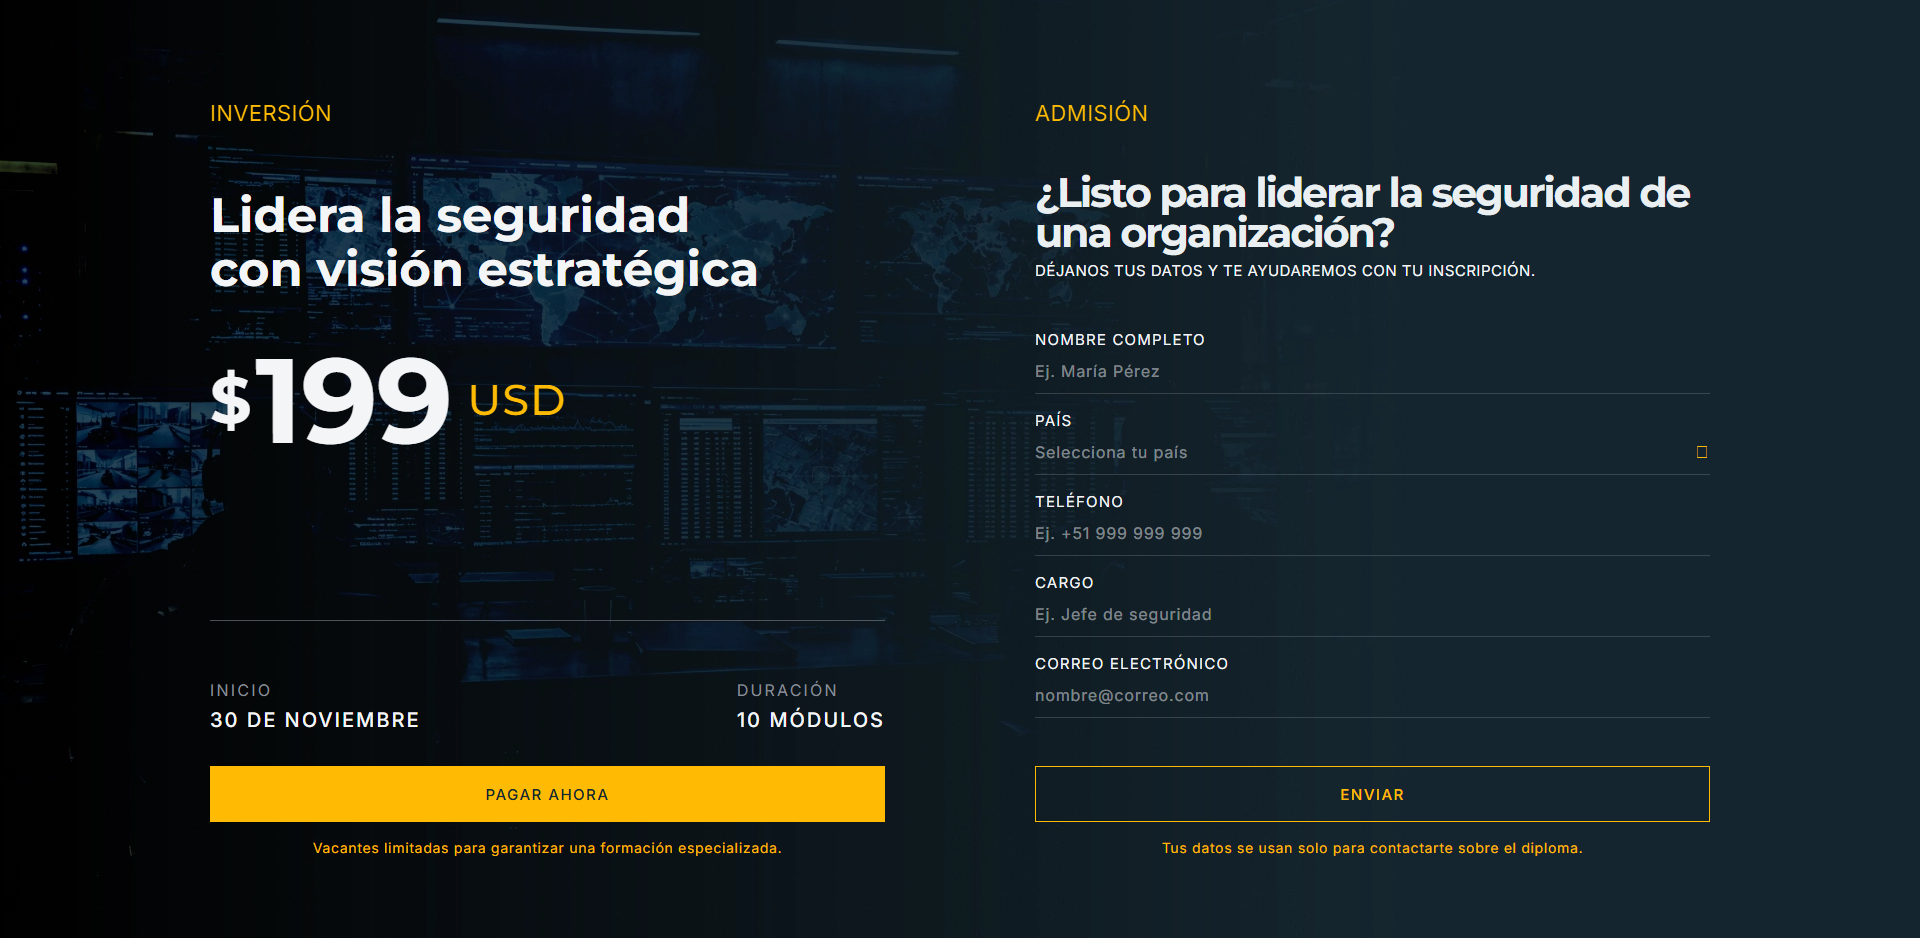 INVERSIÓN
Lidera la seguridad
con visión estratégica
$199 USD
INICIO
30 DE NOVIEMBRE
DURACIÓN
10 MÓDULOS
PAGAR AHORA
Vacantes limitadas para garantizar una formación especializada.
ADMISIÓN
¿Listo para liderar la seguridad de
una organización?
DÉJANOS TUS DATOS Y TE AYUDAREMOS CON TU INSCRIPCIÓN.
NOMBRE COMPLETO
Ej. María Pérez
PAÍS
Selecciona tu país
TELÉFONO
Ej. +51 999 999 999
CARGO
Ej. Jefe de seguridad
CORREO ELECTRÓNICO
nombre@correo.com
ENVIAR
Tus datos se usan solo para contactarte sobre el diploma.